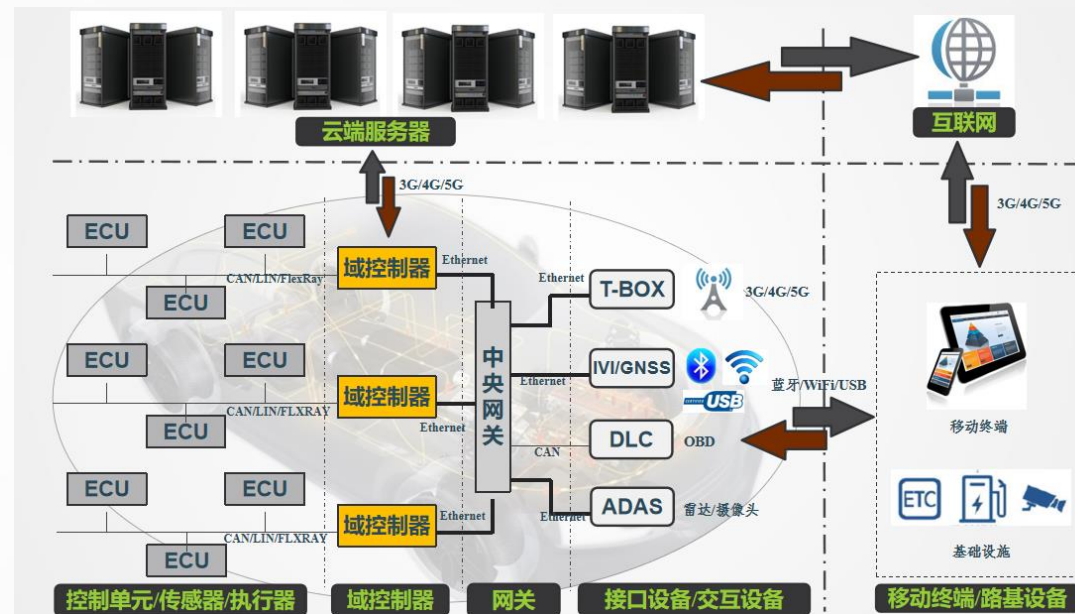 云端服务器
互联网
3G/4G/5G
3G/4G/5G
ECU
ECU
ECU
CAN/LIN/FlexRay
域控制器
Ethernet
Ethernet
T-BOX
3G/4G/5G
ECU
ECU
ECU
CAN/LIN/FLXRAY
域控制器
Ethernet
中央网关
Ethernet
IVI/GNSS
USB
蓝牙/WiFi/USB
CAN
DLC
OBD
移动终端
ECU
ECU
ECU
CAN/LIN/FLXRAY
域控制器
Ethernet
Ethernet
ADAS
雷达/摄像头
ETC
基础设施
控制单元/传感器/执行器
域控制器
网关
接口设备/交互设备
移动终端/路基设备